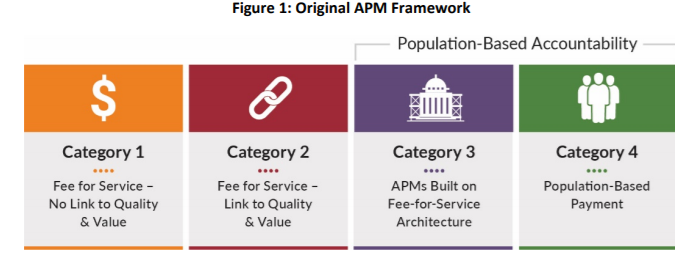 Figure 1: Original APM Framework
Population-Based Accountability
$
Category 1
Fee for Service –
No Link to Quality
& Value
Category 2
Fee for Service –
Link to Quality
& Value
Category 3
APMs Built on
Fee-for-Service
Architecture
Category 4
Population-Based
Payment